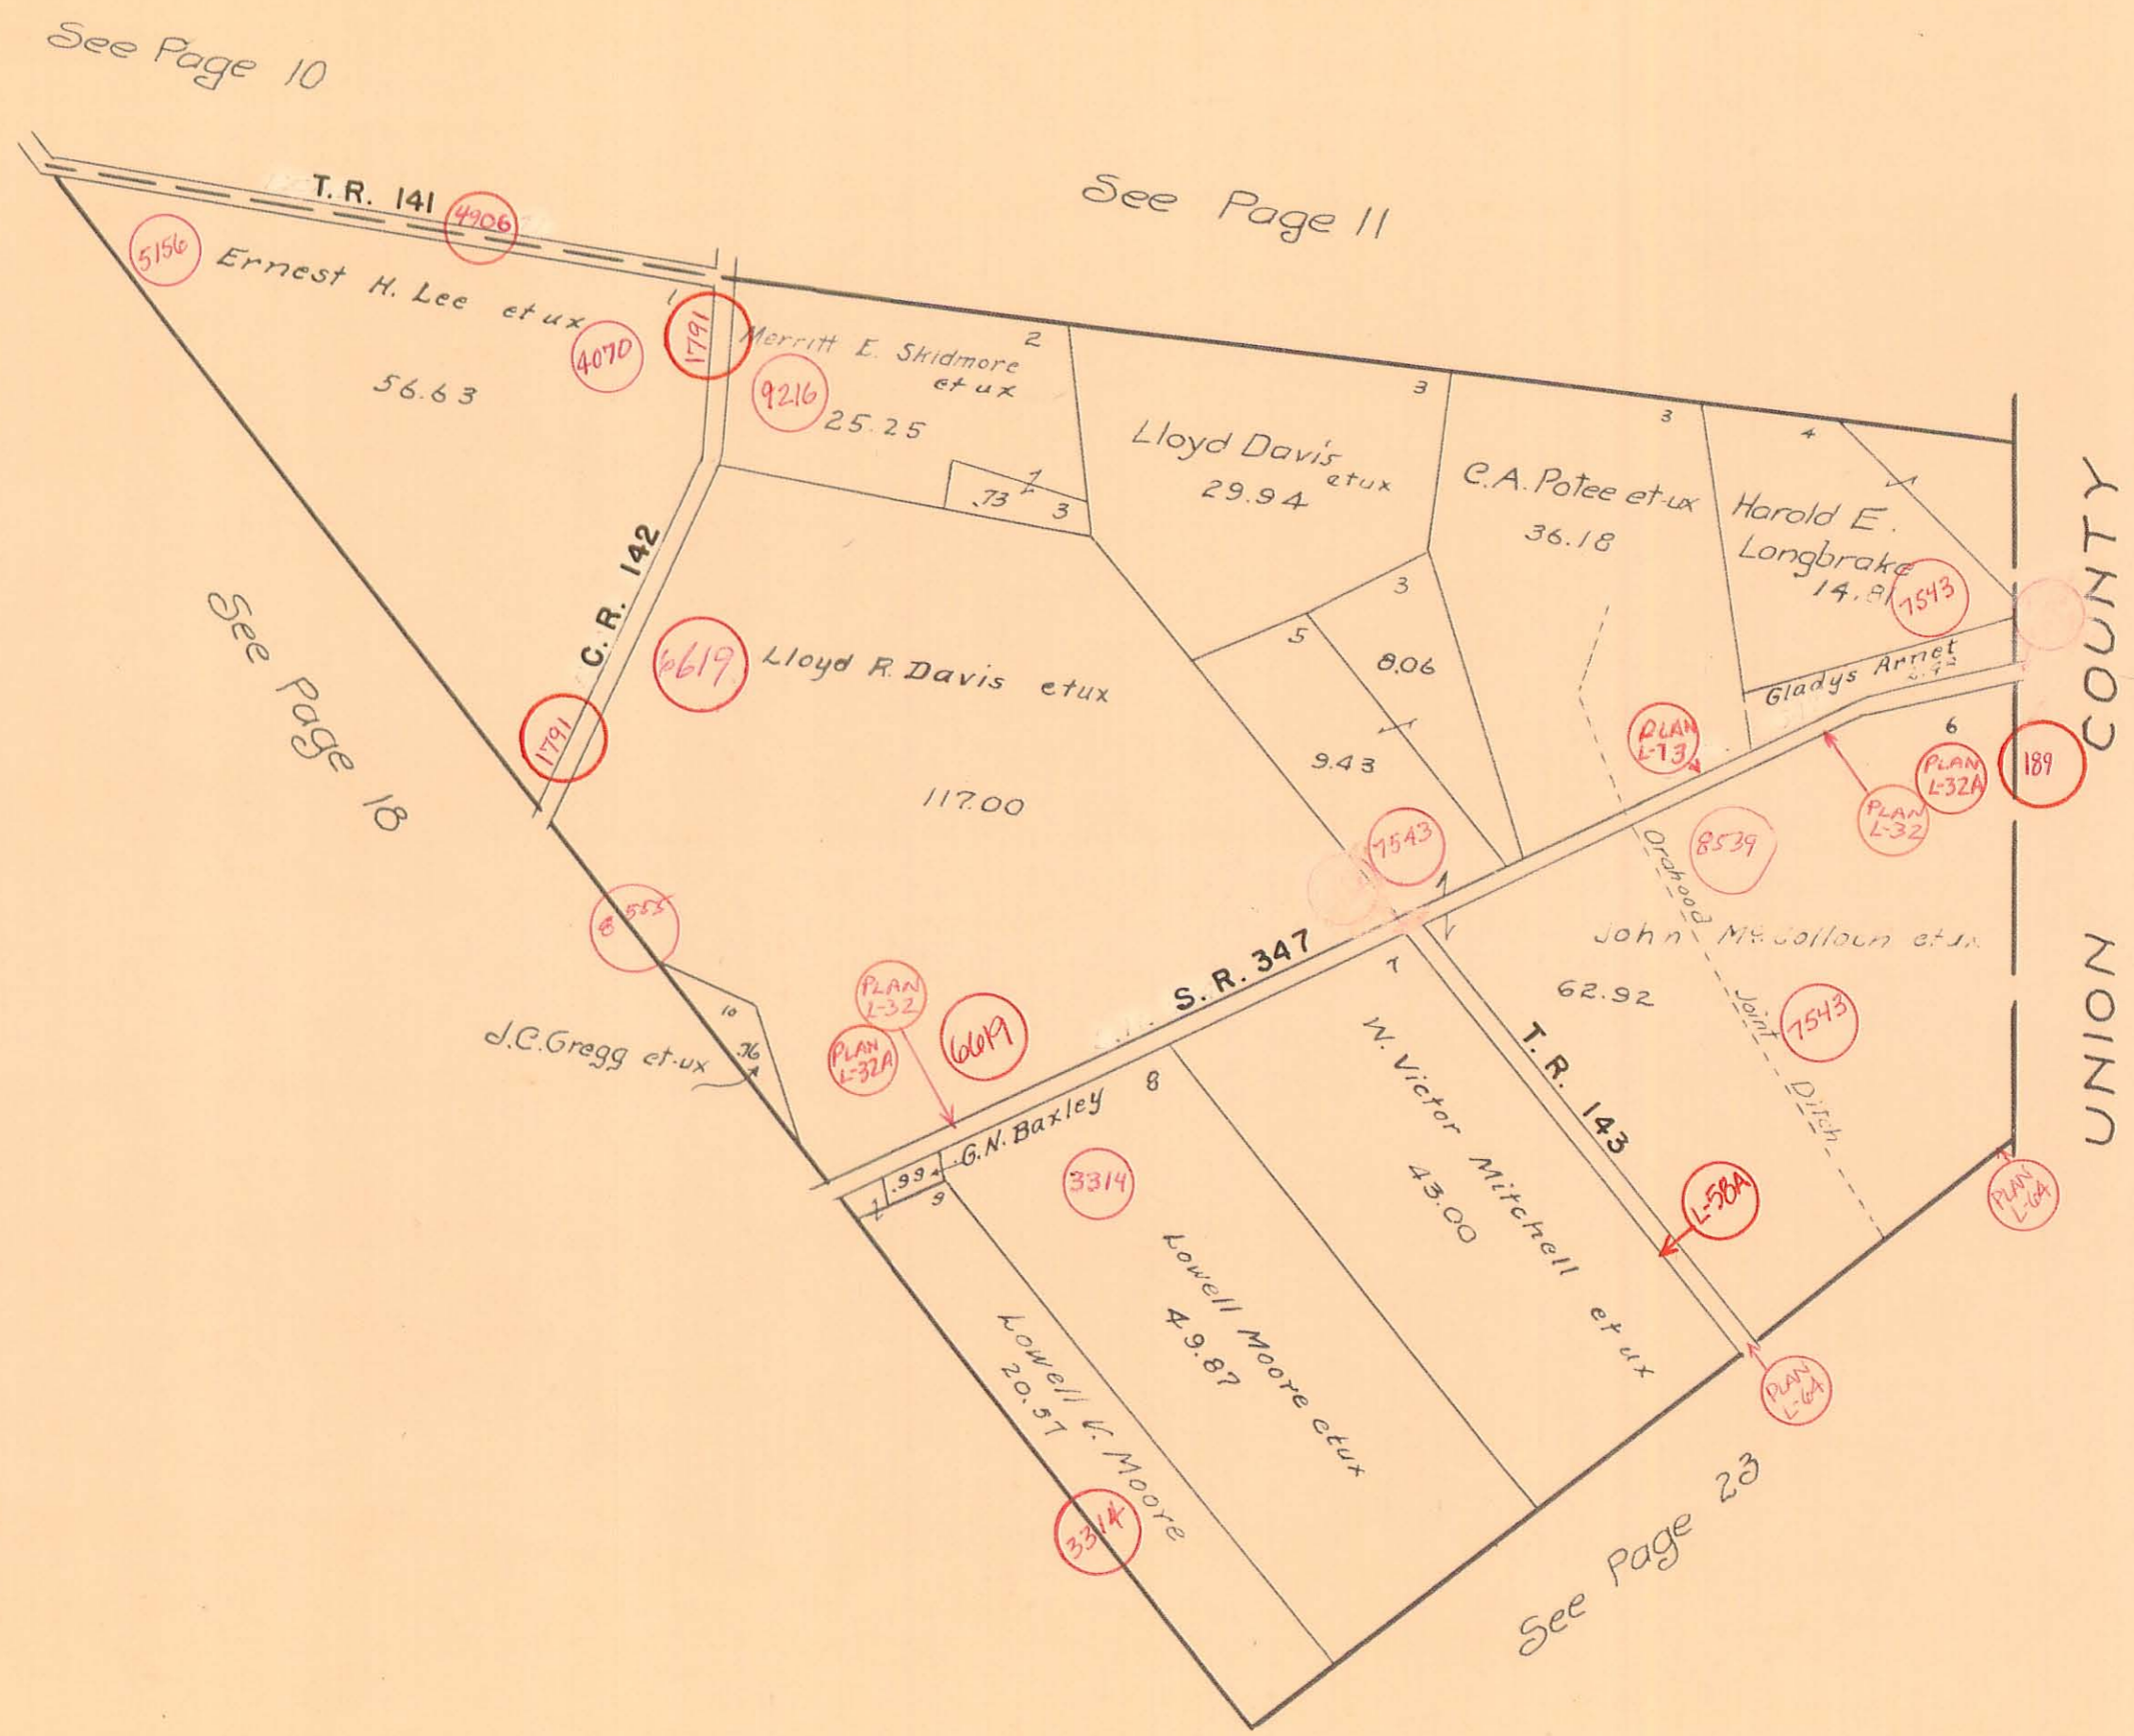 See Page 10
See Page 11
T.R. 141
4906
5156
Ernest H. Lee et ux
4070
56.63
1
1791
Merritt E. Skidmore
et ux
9216
25.25
2
.73
3
Lloyd Davis
et ux
29.94
3
C.A. Potee et ux
36.18
3
Harold E.
Longbrake
14.81
7543
4
Gladys Arnet
COUNTY
UNION
C.R. 142
1791
See Page 18
6619
Lloyd R. Davis et ux
117.00
3
5
8.06
9.43
7543
PLAN
L-73
6
PLAN
L-32A
189
PLAN
L-32
8539
Orahood Joint Ditch
John et ux
62.92
7543
8555
10
.76
J.C. Gregg et ux
PLAN
L-32
PLAN
L-32A
6619
S.R. 347
7
T.R. 143
W. Victor Mitchell et ux
43.00
L-58A
PLAN
L-64
PLAN
L-64
8
G.N. Baxley
.99
9
3314
Lowell Moore et ux
49.87
Lowell V. Moore
20.57
3314
See Page 23